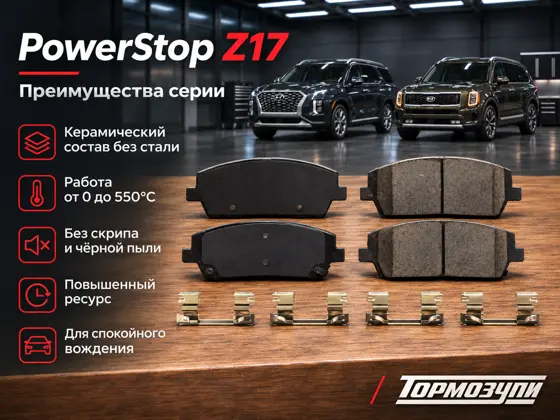 PowerStop Z17
Преимущества серии
Керамический
состав без стали
Работа
от 0 до 550°C
Без скрипа
и чёрной пыли
Повышенный
ресурс
Для спокойного
вождения
ТОРМОЗУПИ